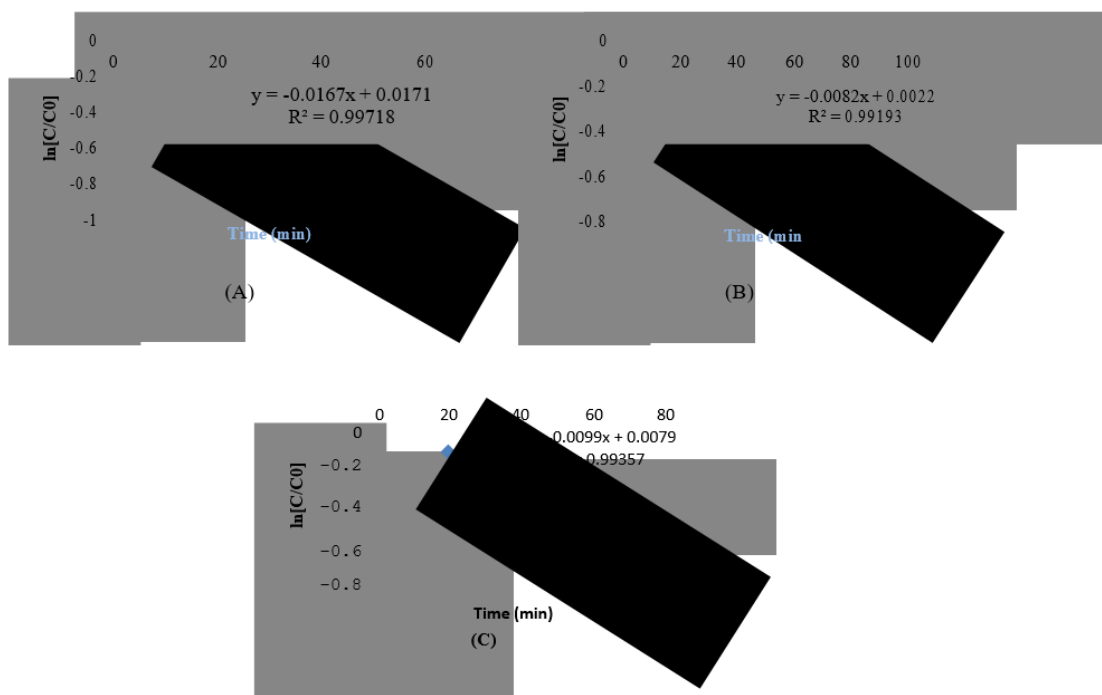 0
0 20 40 60
-0.2
y = -0.0167x + 0.0171
-0.4
R² = 0.99718
ln[C/C0]
-0.6
-0.8
-1
Time (min)
(A)
0
0 20 40 60 80 100
-0.2
y = -0.0082x + 0.0022
R² = 0.99193
-0.4
ln[C/C0]
-0.6
-0.8
Time (min
(B)
0 20 40 60 80
0
0.0099x + 0.0079
0.99357
-0.2
ln[C/C0]
-0.4
-0.6
-0.8
Time (min)
(C)